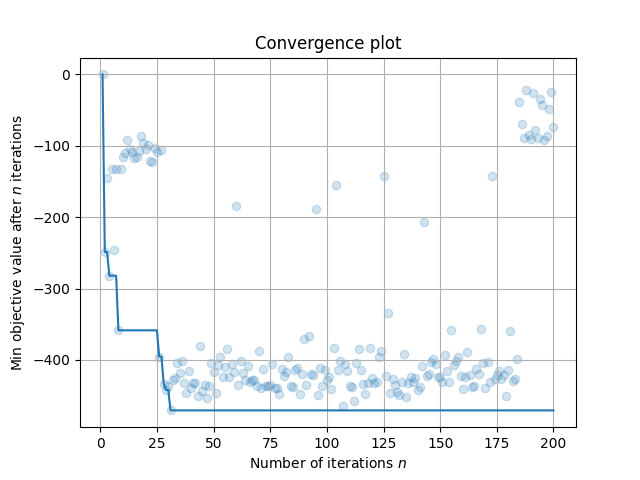 Convergence plot
Min objective value after n iterations
0
−100
−200
−300
−400
0 25 50 75 100 125 150 175 200
Number of iterations n